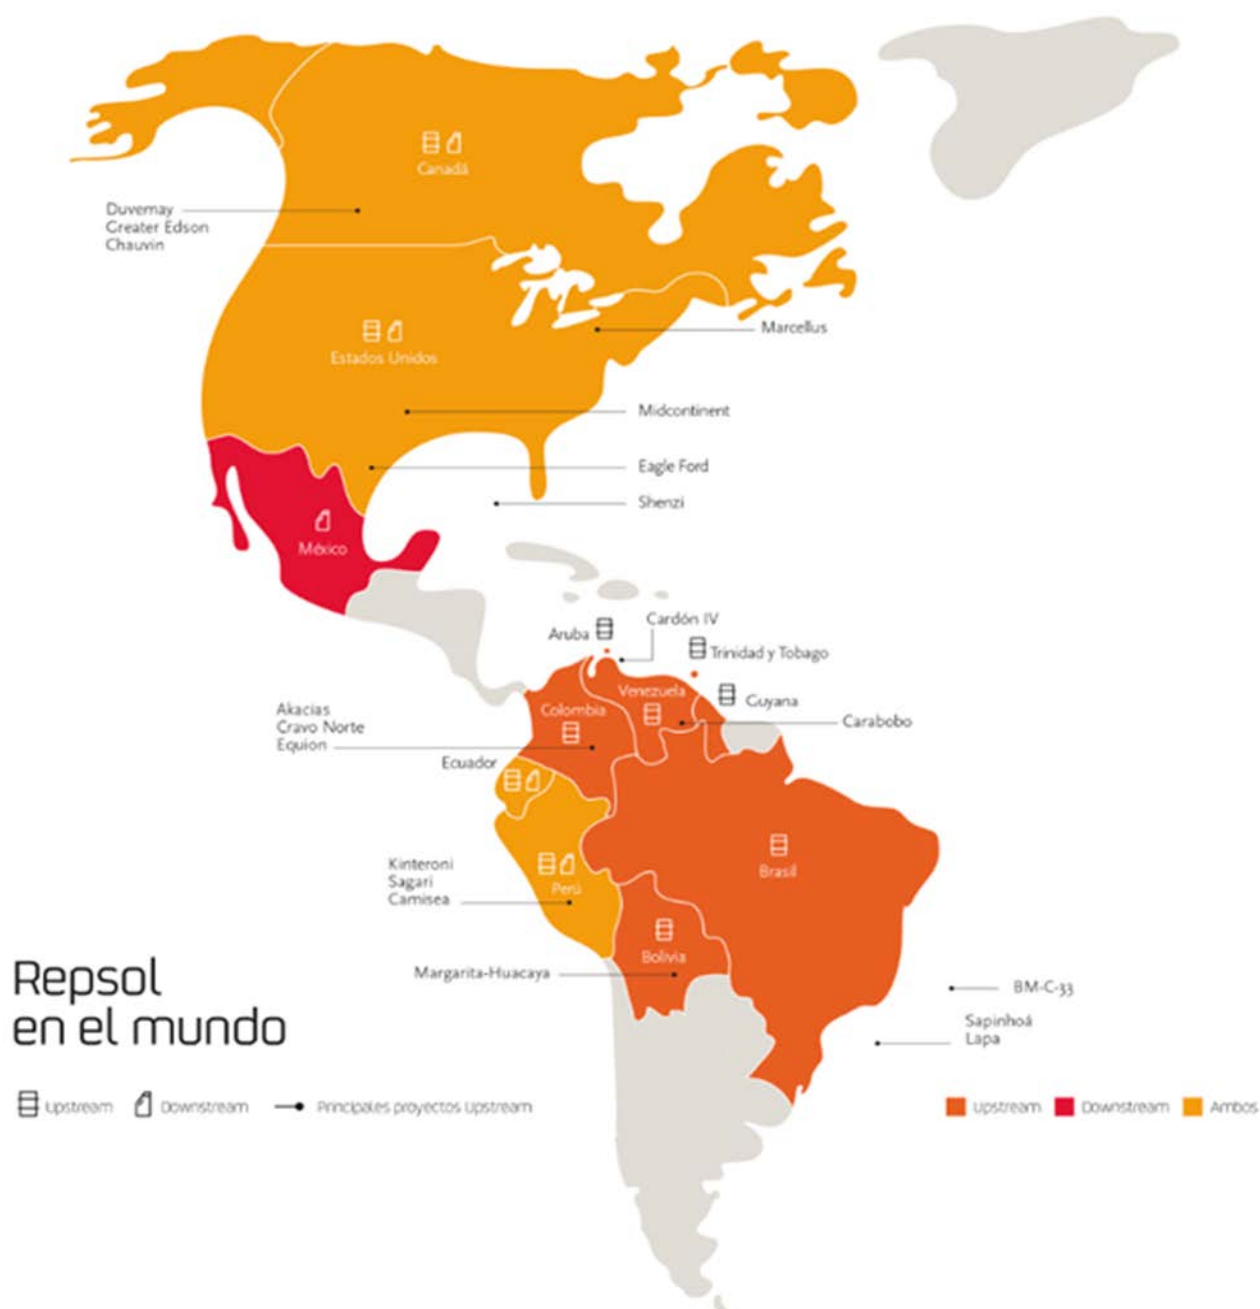 Canadá
Duvernay
Greater Edson
Chauvin
Estados Unidos
Marcellus
Midcontinent
Eagle Ford
Shenzi
México
Aruba
Cardón IV
Trinidad y Tobago
Venezuela
Guyana
Colombia
Carabobo
Akacias
Cravo Norte
Equion
Ecuador
Brasil
Kinteroni
Sagari
Camisea
Perú
Bolivia
Margarita-Huacaya
BM-C-33
Sapinhoá
Lapa
Repsol
en el mundo
Upstream Downstream Principales proyectos Upstream
Upstream Downstream Ambos